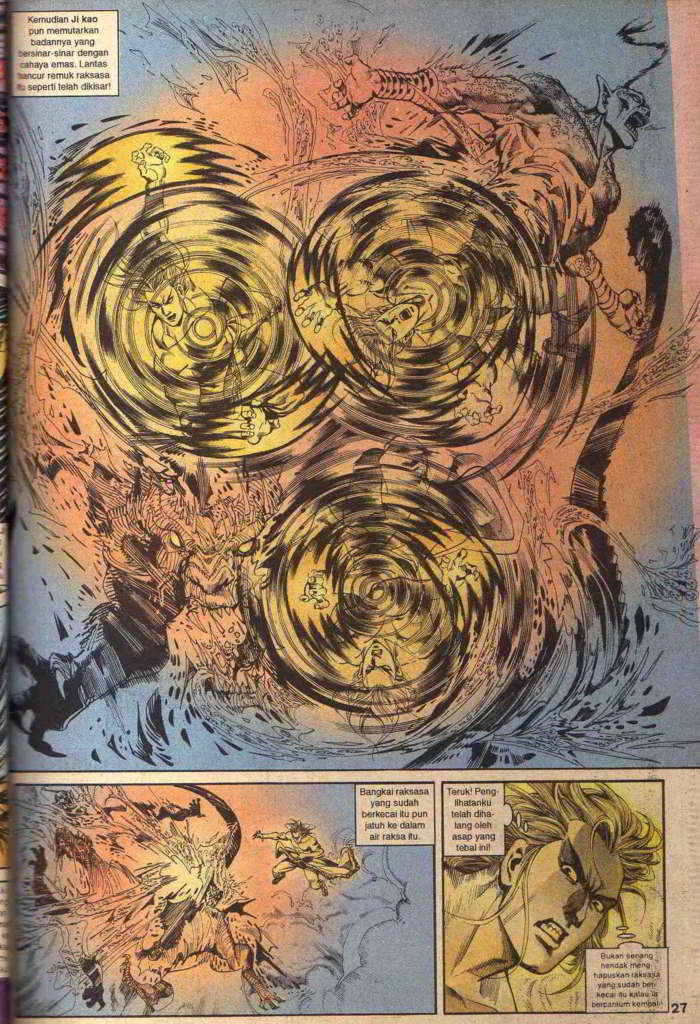 Kemudian Ji kao
pun memutarkan
badannya yang
bersinar-sinar dengan
cahaya emas. Lantas
hancur remuk raksasa
itu seperti telah dikisar!
Bangkai raksasa
yang sudah
berkecai itu pun
jatuh ke dalam
air raksa itu.
Teruk! Peng-
lihatanku
telah diha-
lang oleh
asap yang
tebal ini!
Bukan senang
hendak meng-
hapuskan raksasa
yang sudah ber-
kecai itu kalau ia
bercantum kembali!
27